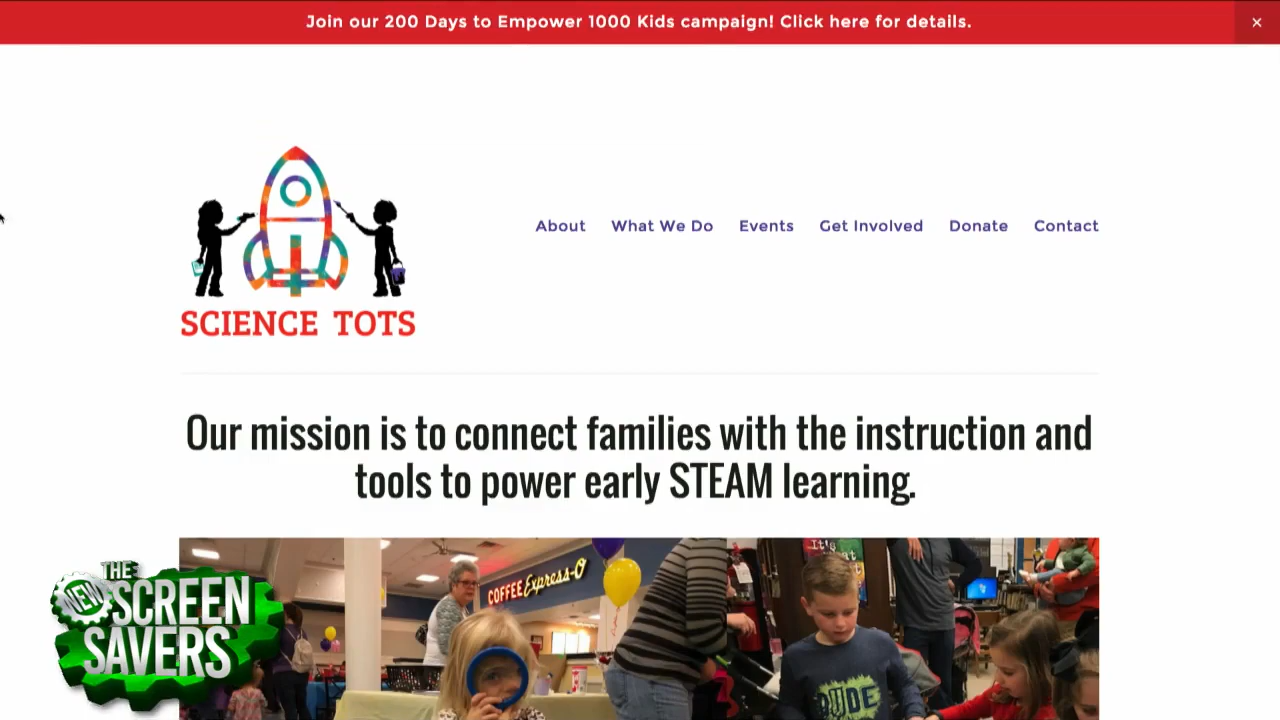 Join our 200 Days to Empower 1000 Kids campaign! Click here for details.
×
SCIENCE TOTS
About
What We Do
Events
Get Involved
Donate
Contact
Our mission is to connect families with the instruction and
tools to power early STEAM learning.
COFFEE Express-O
It's
DUDE
THE
NEW SCREEN
SAVERS